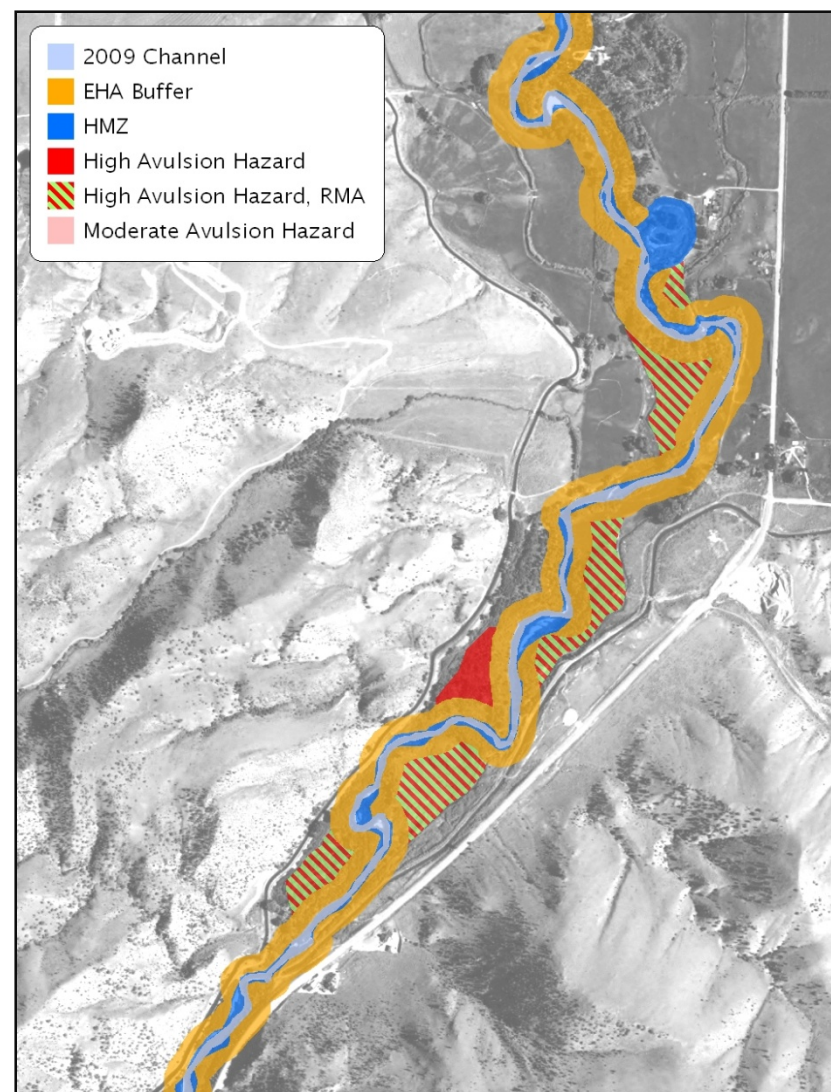 2009 Channel
EHA Buffer
HMZ
High Avulsion Hazard
High Avulsion Hazard, RMA
Moderate Avulsion Hazard